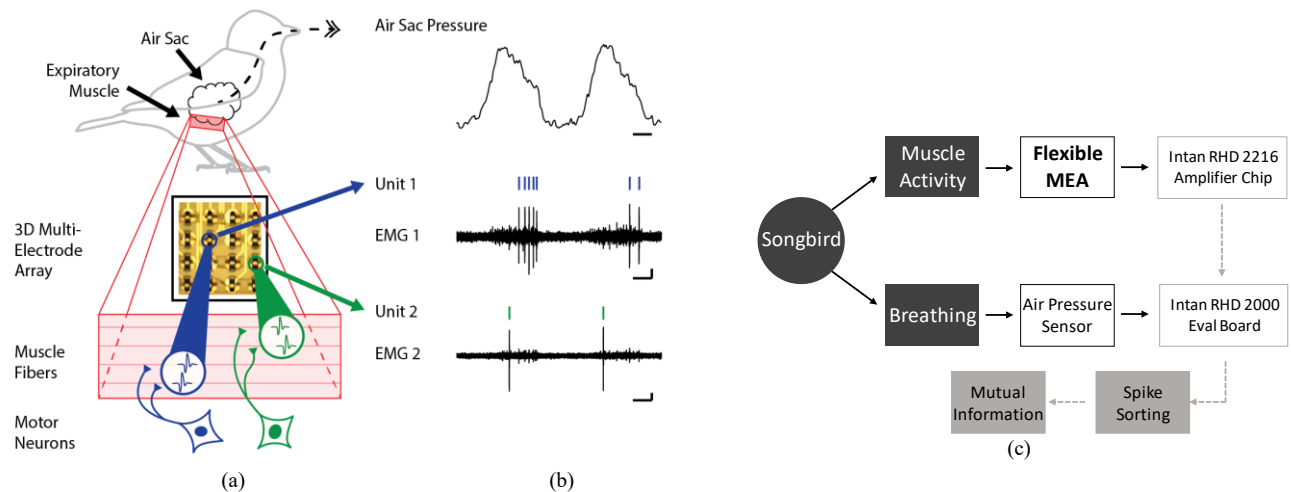 Air Sac
Expiratory
Muscle
3D Multi-
Electrode
Array
Muscle
Fibers
Motor
Neurons
(a)
Air Sac Pressure
Unit 1
EMG 1
Unit 2
EMG 2
(b)
Songbird
Muscle
Activity
Flexible
MEA
Intan RHD 2216
Amplifier Chip
Breathing
Air Pressure
Sensor
Intan RHD 2000
Eval Board
Mutual
Information
Spike
Sorting
(c)